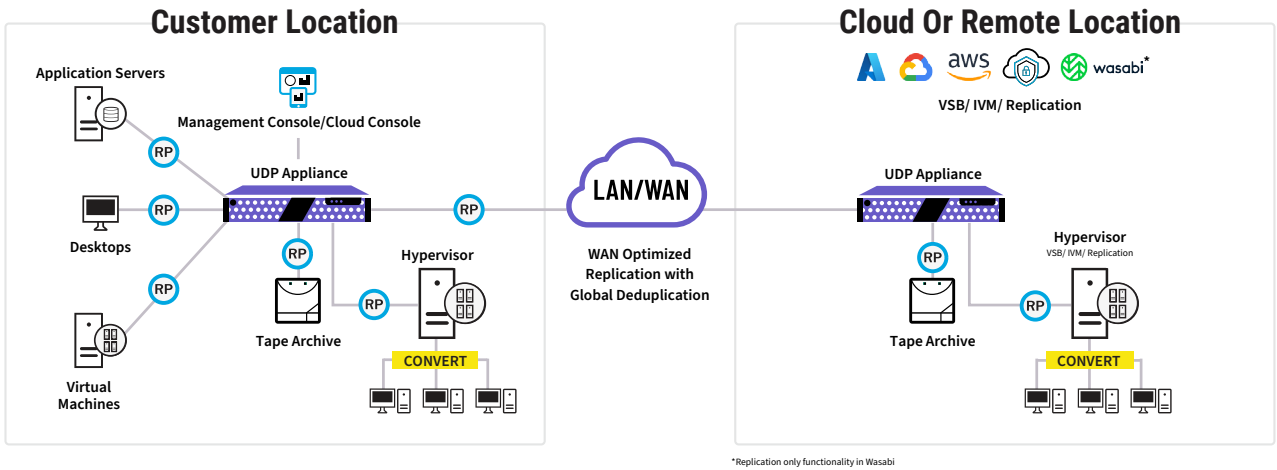 Customer Location
Application Servers
Management Console/Cloud Console
RP
UDP Appliance
RP
RP
Desktops
RP
RP
Hypervisor
RP
Tape Archive
Virtual
Machines
CONVERT
LAN/WAN
WAN Optimized
Replication with
Global Deduplication
Cloud Or Remote Location
aws
wasabi*
VSB/ IVM/ Replication
UDP Appliance
RP
Hypervisor
VSB/ IVM/ Replication
RP
Tape Archive
CONVERT
*Replication only functionality in Wasabi